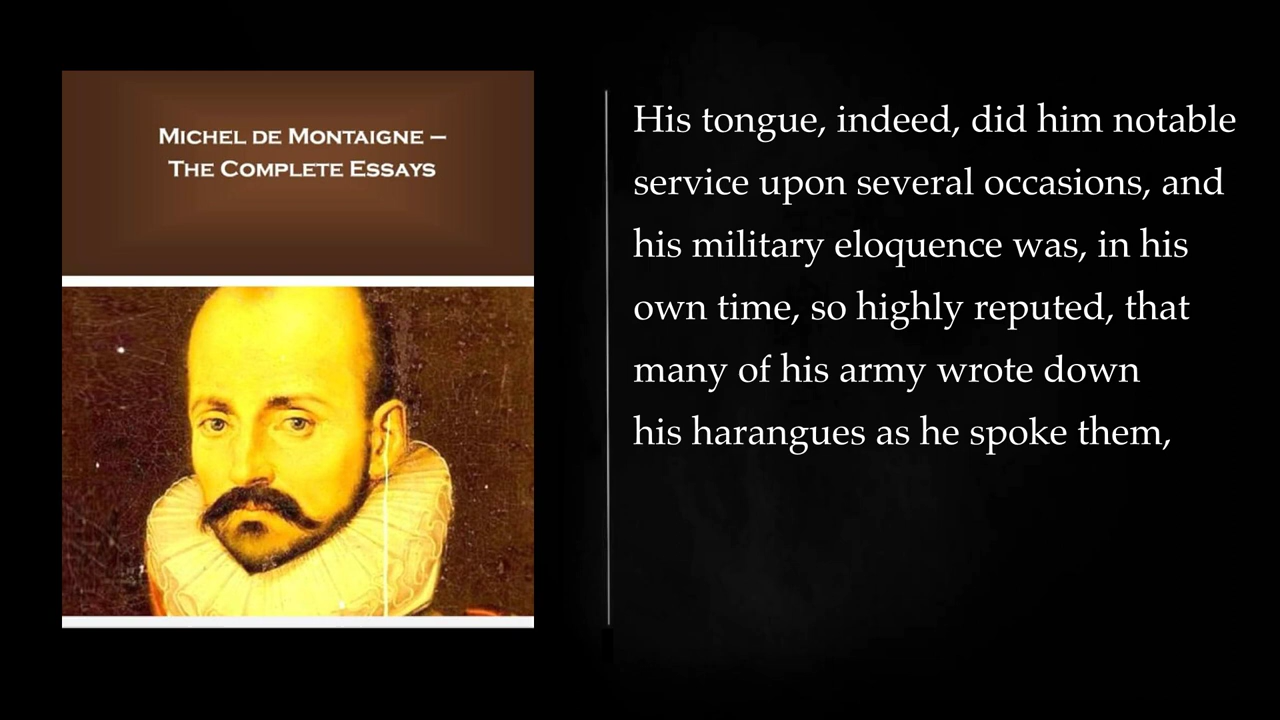 Michel de Montaigne –
The Complete Essays
His tongue, indeed, did him notable
service upon several occasions, and
his military eloquence was, in his
own time, so highly reputed, that
many of his army wrote down
his harangues as he spoke them,